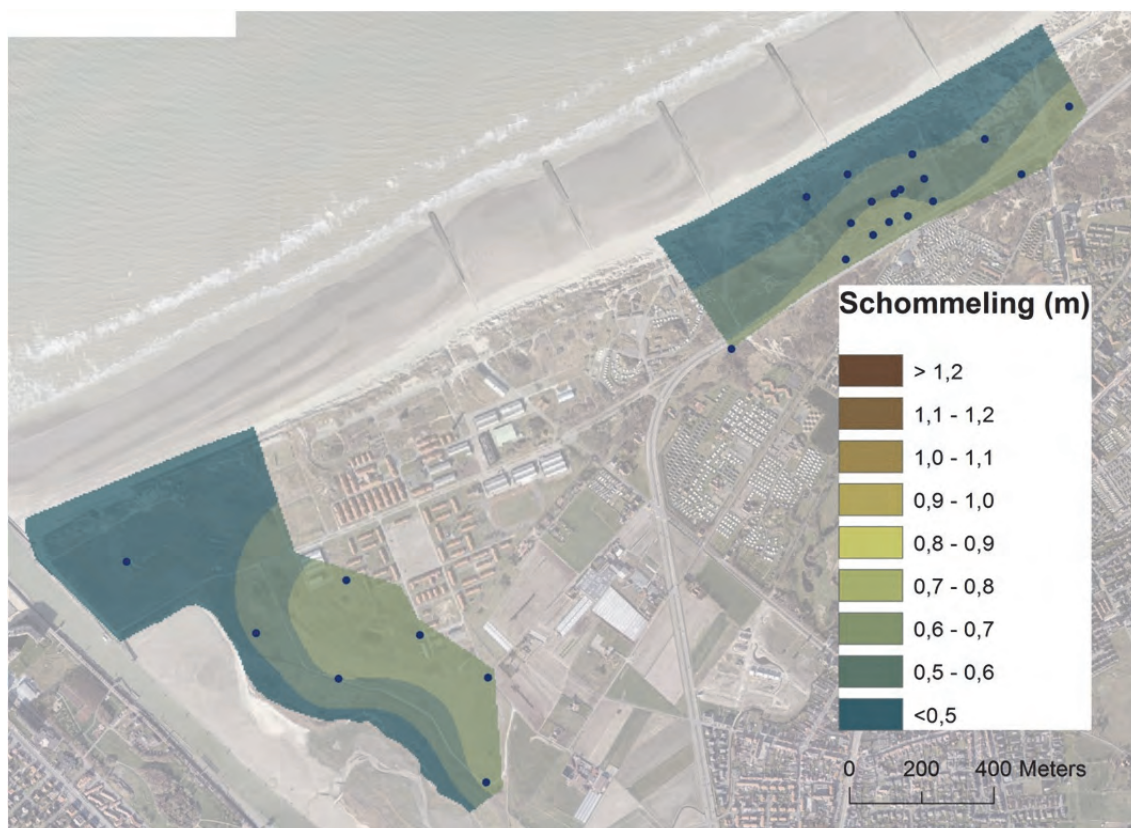 Schommeling (m)
> 1,2
1,1 - 1,2
1,0 - 1,1
0,9 - 1,0
0,8 - 0,9
0,7 - 0,8
0,6 - 0,7
0,5 - 0,6
<0,5
0 200 400 Meters